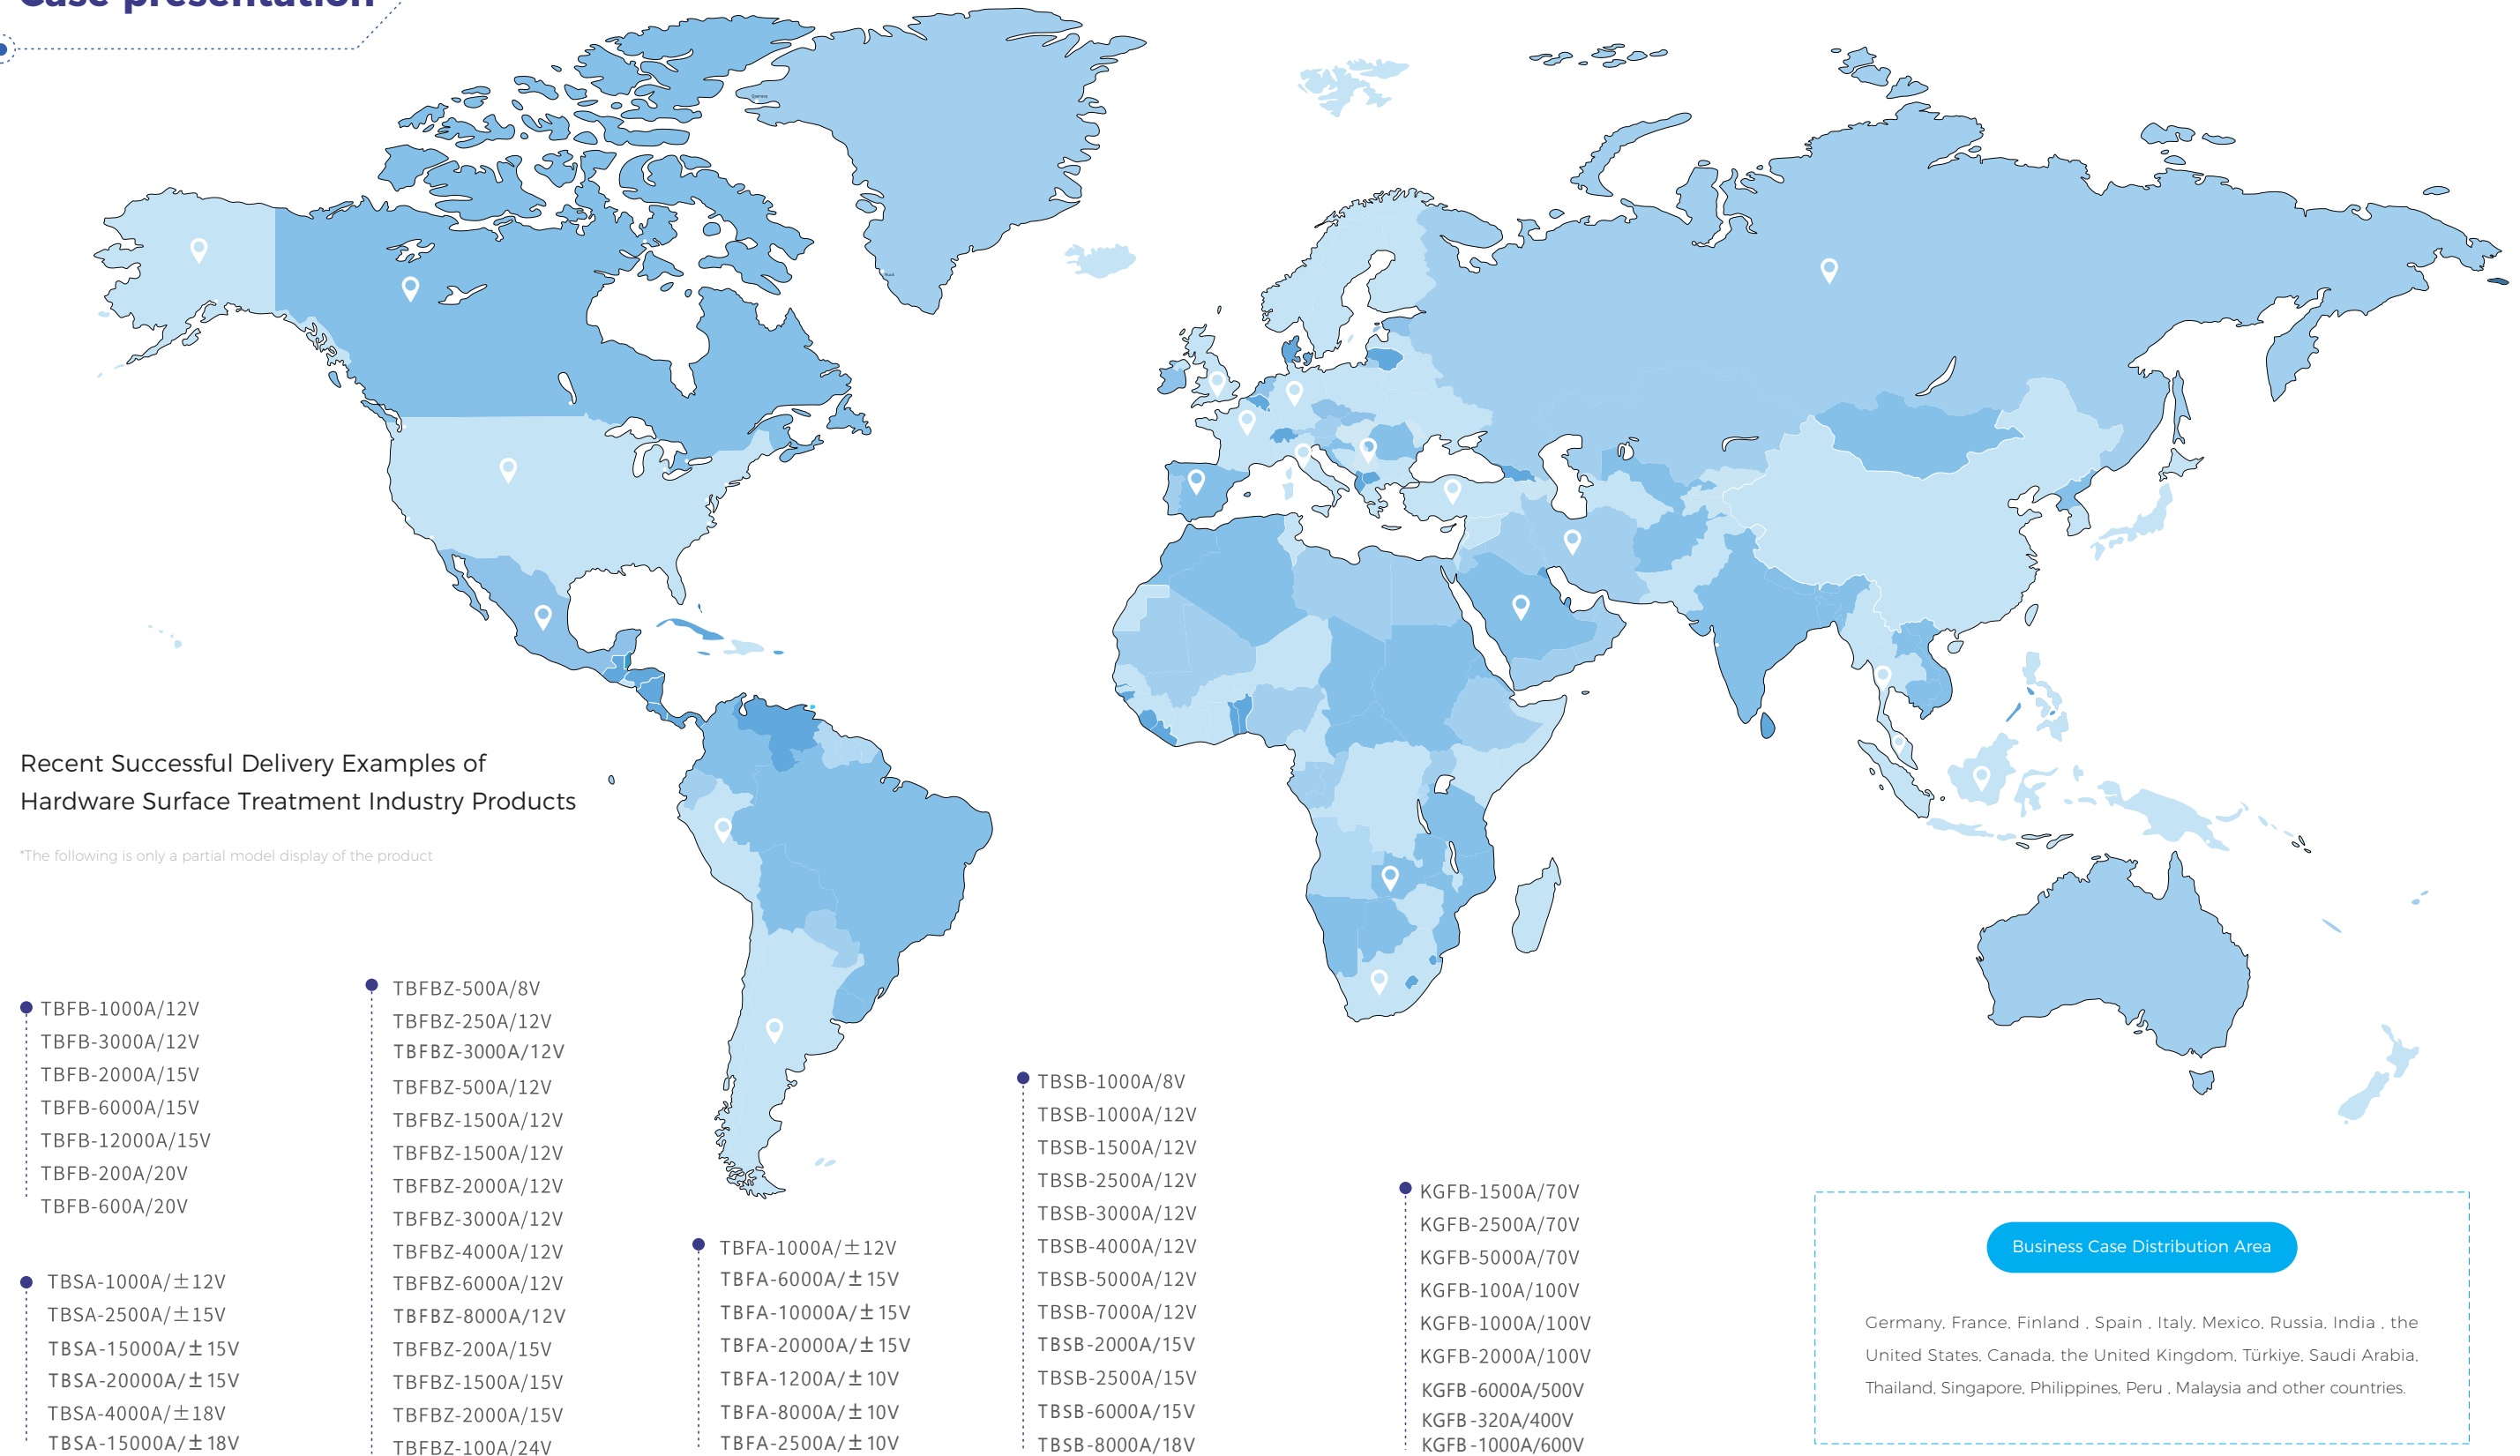 Case presentation
Qaanaaq
Nuuk
Recent Successful Delivery Examples of
Hardware Surface Treatment Industry Products
*The following is only a partial model display of the product
TBFB-1000A/12V
TBFB-3000A/12V
TBFB-2000A/15V
TBFB-6000A/15V
TBFB-12000A/15V
TBFB-200A/20V
TBFB-600A/20V
TBSA-1000A/±12V
TBSA-2500A/±15V
TBSA-15000A/±15V
TBSA-20000A/±15V
TBSA-4000A/±18V
TBSA-15000A/±18V
TBFBZ-500A/8V
TBFBZ-250A/12V
TBFBZ-3000A/12V
TBFBZ-500A/12V
TBFBZ-1500A/12V
TBFBZ-1500A/12V
TBFBZ-2000A/12V
TBFBZ-3000A/12V
TBFBZ-4000A/12V
TBFBZ-6000A/12V
TBFBZ-8000A/12V
TBFBZ-200A/15V
TBFBZ-1500A/15V
TBFBZ-2000A/15V
TBFBZ-100A/24V
TBFA-1000A/±12V
TBFA-6000A/±15V
TBFA-10000A/±15V
TBFA-20000A/±15V
TBFA-1200A/±10V
TBFA-8000A/±10V
TBFA-2500A/±10V
TBSB-1000A/8V
TBSB-1000A/12V
TBSB-1500A/12V
TBSB-2500A/12V
TBSB-3000A/12V
TBSB-4000A/12V
TBSB-5000A/12V
TBSB-7000A/12V
TBSB-2000A/15V
TBSB-2500A/15V
TBSB-6000A/15V
TBSB-8000A/18V
KGFB-1500A/70V
KGFB-2500A/70V
KGFB-5000A/70V
KGFB-100A/100V
KGFB-1000A/100V
KGFB-2000A/100V
KGFB-6000A/500V
KGFB-320A/400V
KGFB-1000A/600V
Business Case Distribution Area
Germany, France, Finland , Spain , Italy, Mexico, Russia, India , the
United States, Canada, the United Kingdom, Türkiye, Saudi Arabia,
Thailand, Singapore, Philippines, Peru , Malaysia and other countries.